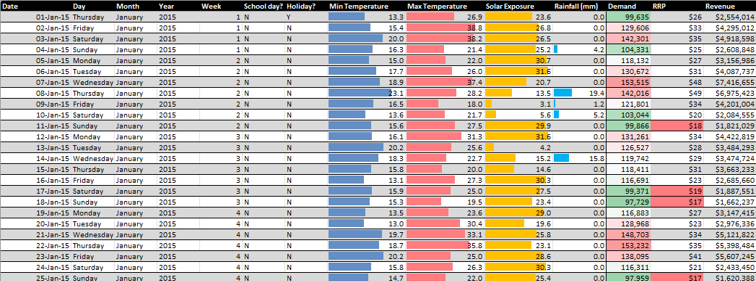 Date Day Month Year Week School day? Holiday? Min Temperature Max Temperature Solar Exposure Rainfall (mm) Demand RRP Revenue
01-Jan-15 Thursday January 2015 1 N Y 13.3 26.9 23.6 0.0 99,635 $26 $2,554,014
02-Jan-15 Friday January 2015 1 N N 15.4 38.8 26.8 0.0 129,606 $33 $4,295,012
03-Jan-15 Saturday January 2015 1 N N 20.0 38.2 26.5 0.0 142,301 $35 $4,918,598
04-Jan-15 Sunday January 2015 1 N N 16.3 21.4 25.2 4.2 104,331 $25 $2,608,848
05-Jan-15 Monday January 2015 2 N N 15.0 22.0 30.7 0.0 118,132 $27 $3,156,986
06-Jan-15 Tuesday January 2015 2 N N 17.7 26.0 31.6 0.0 130,672 $31 $4,087,737
07-Jan-15 Wednesday January 2015 2 N N 18.9 37.4 20.7 0.0 153,515 $48 $7,416,655
08-Jan-15 Thursday January 2015 2 N N 23.1 28.2 13.5 19.4 142,016 $49 $6,975,423
09-Jan-15 Friday January 2015 2 N N 16.5 18.0 3.1 1.2 121,801 $34 $4,201,000
10-Jan-15 Saturday January 2015 2 N N 13.6 21.7 5.6 5.2 103,044 $20 $2,084,555
11-Jan-15 Sunday January 2015 2 N N 15.6 27.5 29.9 0.0 99,866 $18 $1,821,029
12-Jan-15 Monday January 2015 3 N N 16.1 31.3 31.6 0.0 131,261 $34 $4,422,819
13-Jan-15 Tuesday January 2015 3 N N 20.2 25.6 4.2 0.0 126,527 $28 $3,484,293
14-Jan-15 Wednesday January 2015 3 N N 18.3 22.7 15.2 15.8 119,742 $29 $3,474,724
15-Jan-15 Thursday January 2015 3 N N 15.8 20.0 14.6 0.0 118,411 $31 $3,663,233
16-Jan-15 Friday January 2015 3 N N 13.1 27.3 30.3 0.0 116,691 $23 $2,685,660
17-Jan-15 Saturday January 2015 3 N N 15.9 25.0 27.5 0.0 99,371 $19 $1,887,551
18-Jan-15 Sunday January 2015 3 N N 15.3 19.5 23.4 0.0 97,729 $17 $1,662,237
19-Jan-15 Monday January 2015 4 N N 13.5 23.6 29.0 0.0 116,883 $27 $3,147,415
20-Jan-15 Tuesday January 2015 4 N N 13.0 30.4 19.6 0.0 128,968 $23 $2,976,336
21-Jan-15 Wednesday January 2015 4 N N 19.7 33.1 25.8 0.0 148,703 $34 $5,121,822
22-Jan-15 Thursday January 2015 4 N N 18.7 35.8 23.1 0.0 153,232 $35 $5,398,484
23-Jan-15 Friday January 2015 4 N N 20.2 25.0 28.6 0.0 138,095 $41 $5,607,245
24-Jan-15 Saturday January 2015 4 N N 15.8 26.3 30.3 0.0 116,311 $21 $2,433,450
25-Jan-15 Sunday January 2015 4 N N 14.7 22.0 25.4 0.0 97,959 $17 $1,620,388